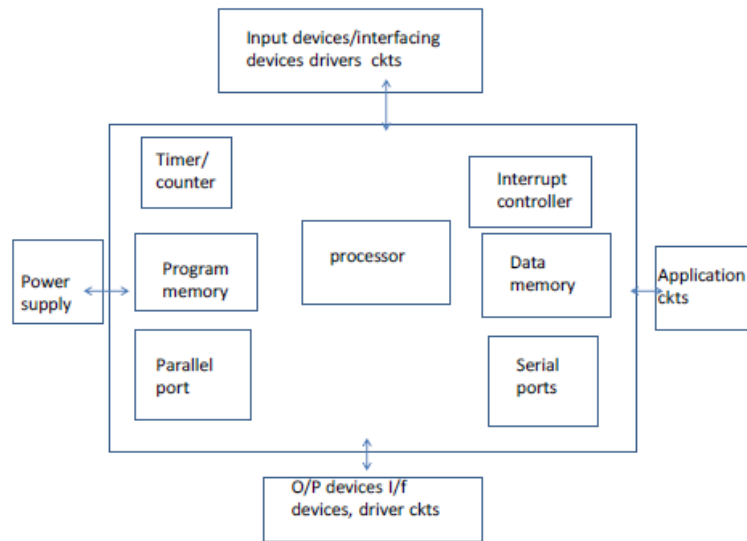 Input devices/interfacing
devices drivers ckts
Timer/
counter
Interrupt
controller
processor
Program
memory
Data
memory
Power
supply
Application
ckts
Parallel
port
Serial
ports
O/P devices I/f
devices, driver ckts